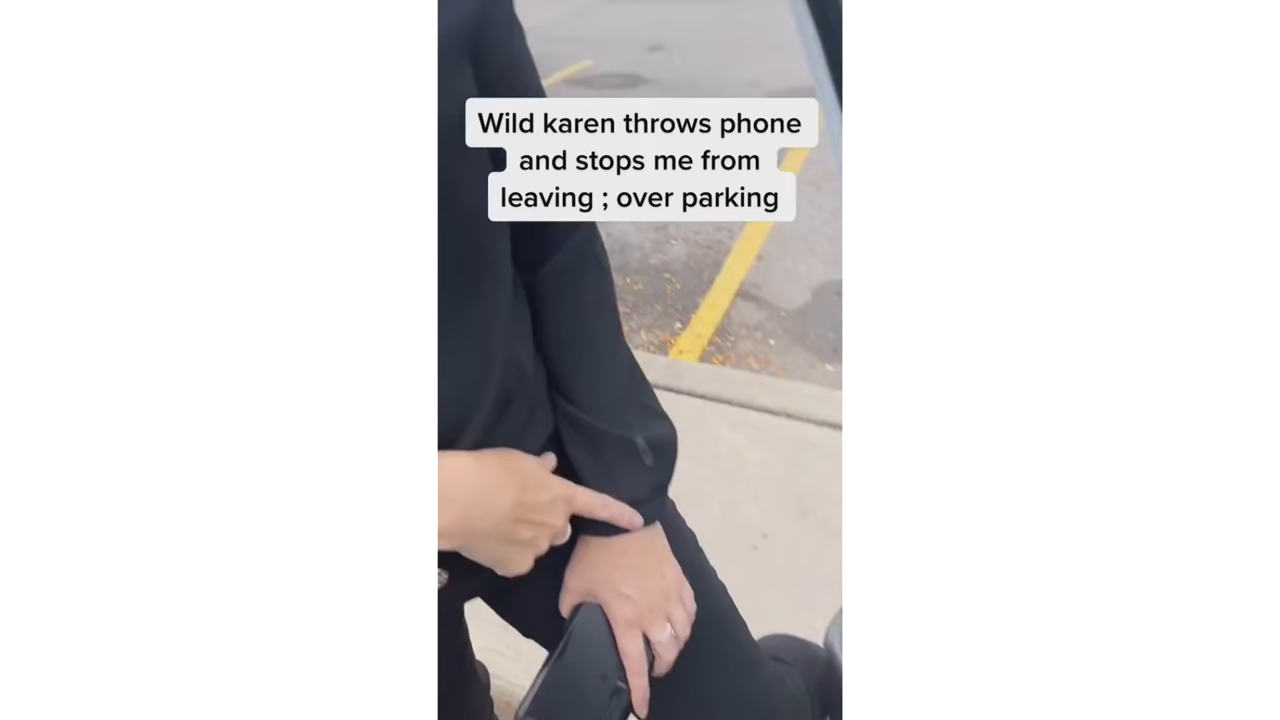 Wild karen throws phone
and stops me from
leaving ; over parking